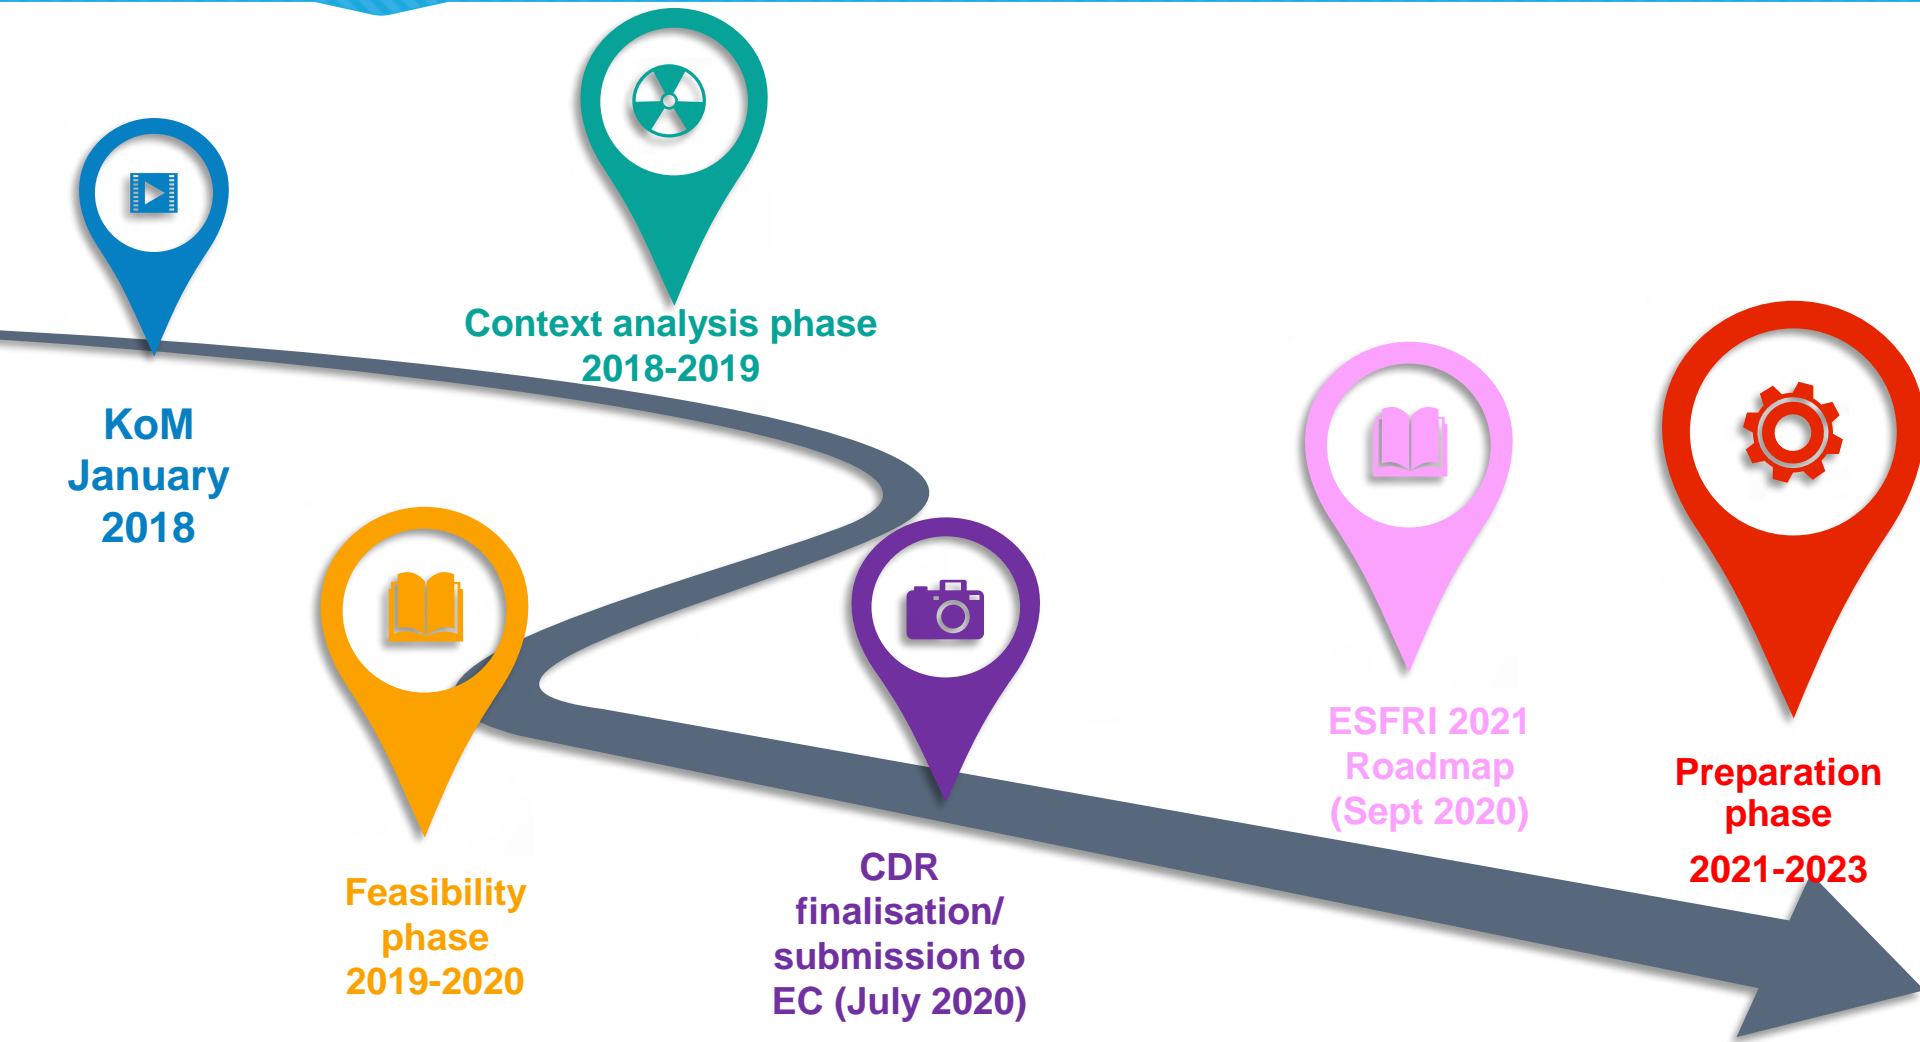 KoM
January
2018
Context analysis phase
2018-2019
Feasibility
phase
2019-2020
CDR
finalisation/
submission to
EC (July 2020)
ESFRI 2021
Roadmap
(Sept 2020)
Preparation
phase
2021-2023